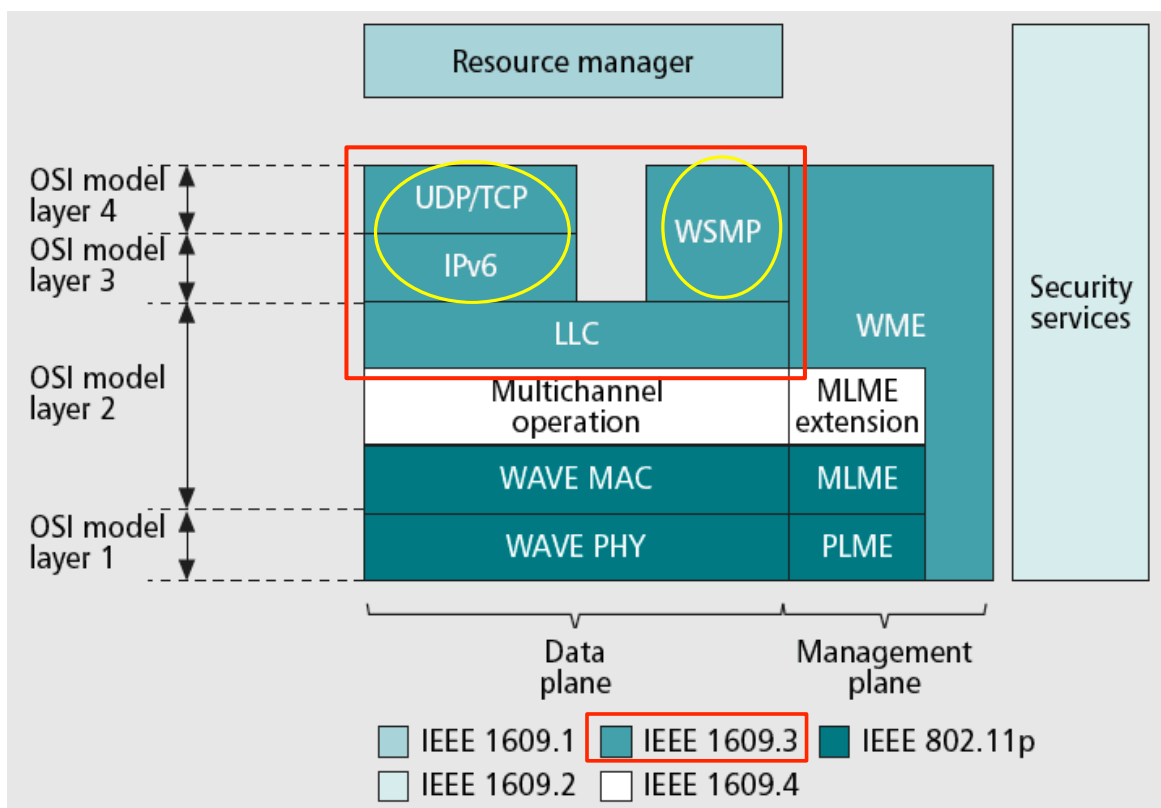 Resource manager
OSI model
layer 4
UDP/TCP
WSMP
OSI model
layer 3
IPv6
Security
services
LLC
WME
OSI model
layer 2
Multichannel
operation
MLME
extension
WAVE MAC
MLME
OSI model
layer 1
WAVE PHY
PLME
Data
plane
Management
plane
IEEE 1609.1
IEEE 1609.3
IEEE 802.11p
IEEE 1609.2
IEEE 1609.4